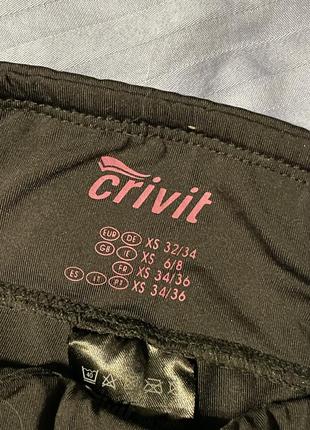 crivit
EUR DE XS 32/34
GB IE XS 6/8
FR XS 34/36
ES IT PT XS 34/36
40